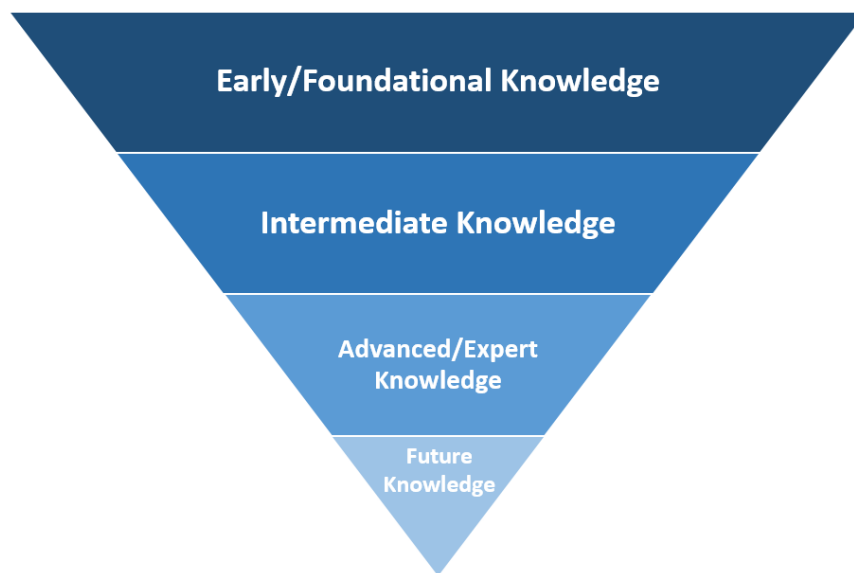 Early/Foundational Knowledge
Intermediate Knowledge
Advanced/Expert
Knowledge
Future
Knowledge